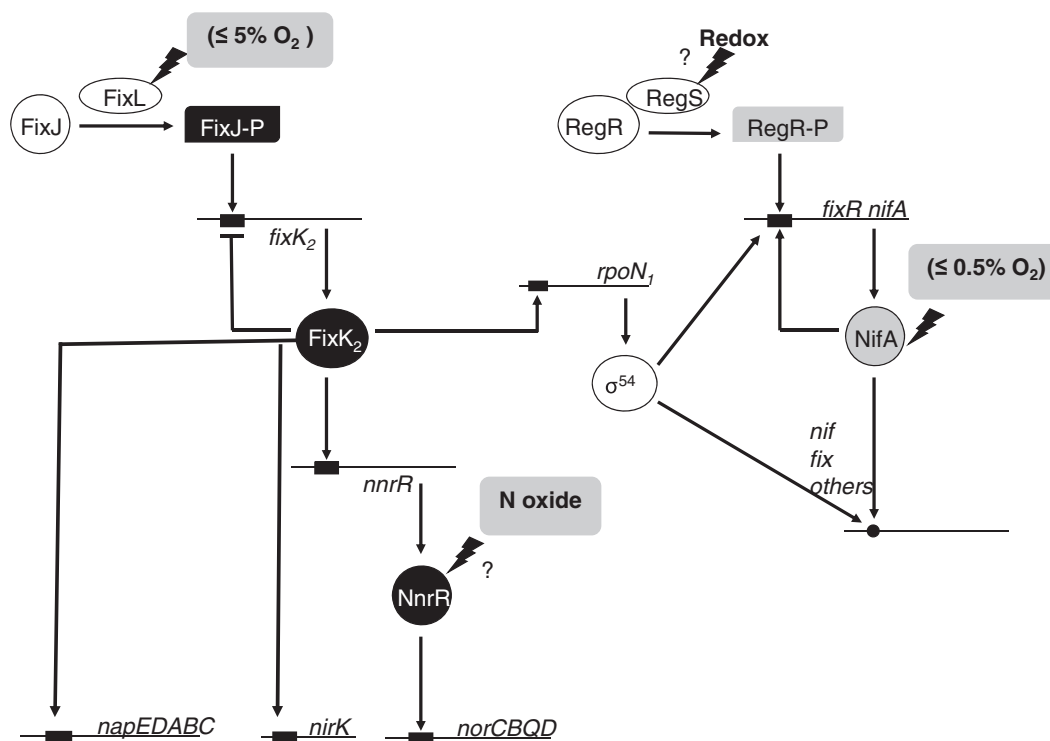 (≤ 5% O₂ )
FixL
FixJ
FixJ-P
fixK₂
FixK₂
nnrR
N oxide
?
NnrR
napEDABC
nirK
norCBQD
rpoN₁
σ⁵⁴
Redox
?
RegS
RegR
RegR-P
fixR nifA
(≤ 0.5% O₂)
NifA
nif
fix
others